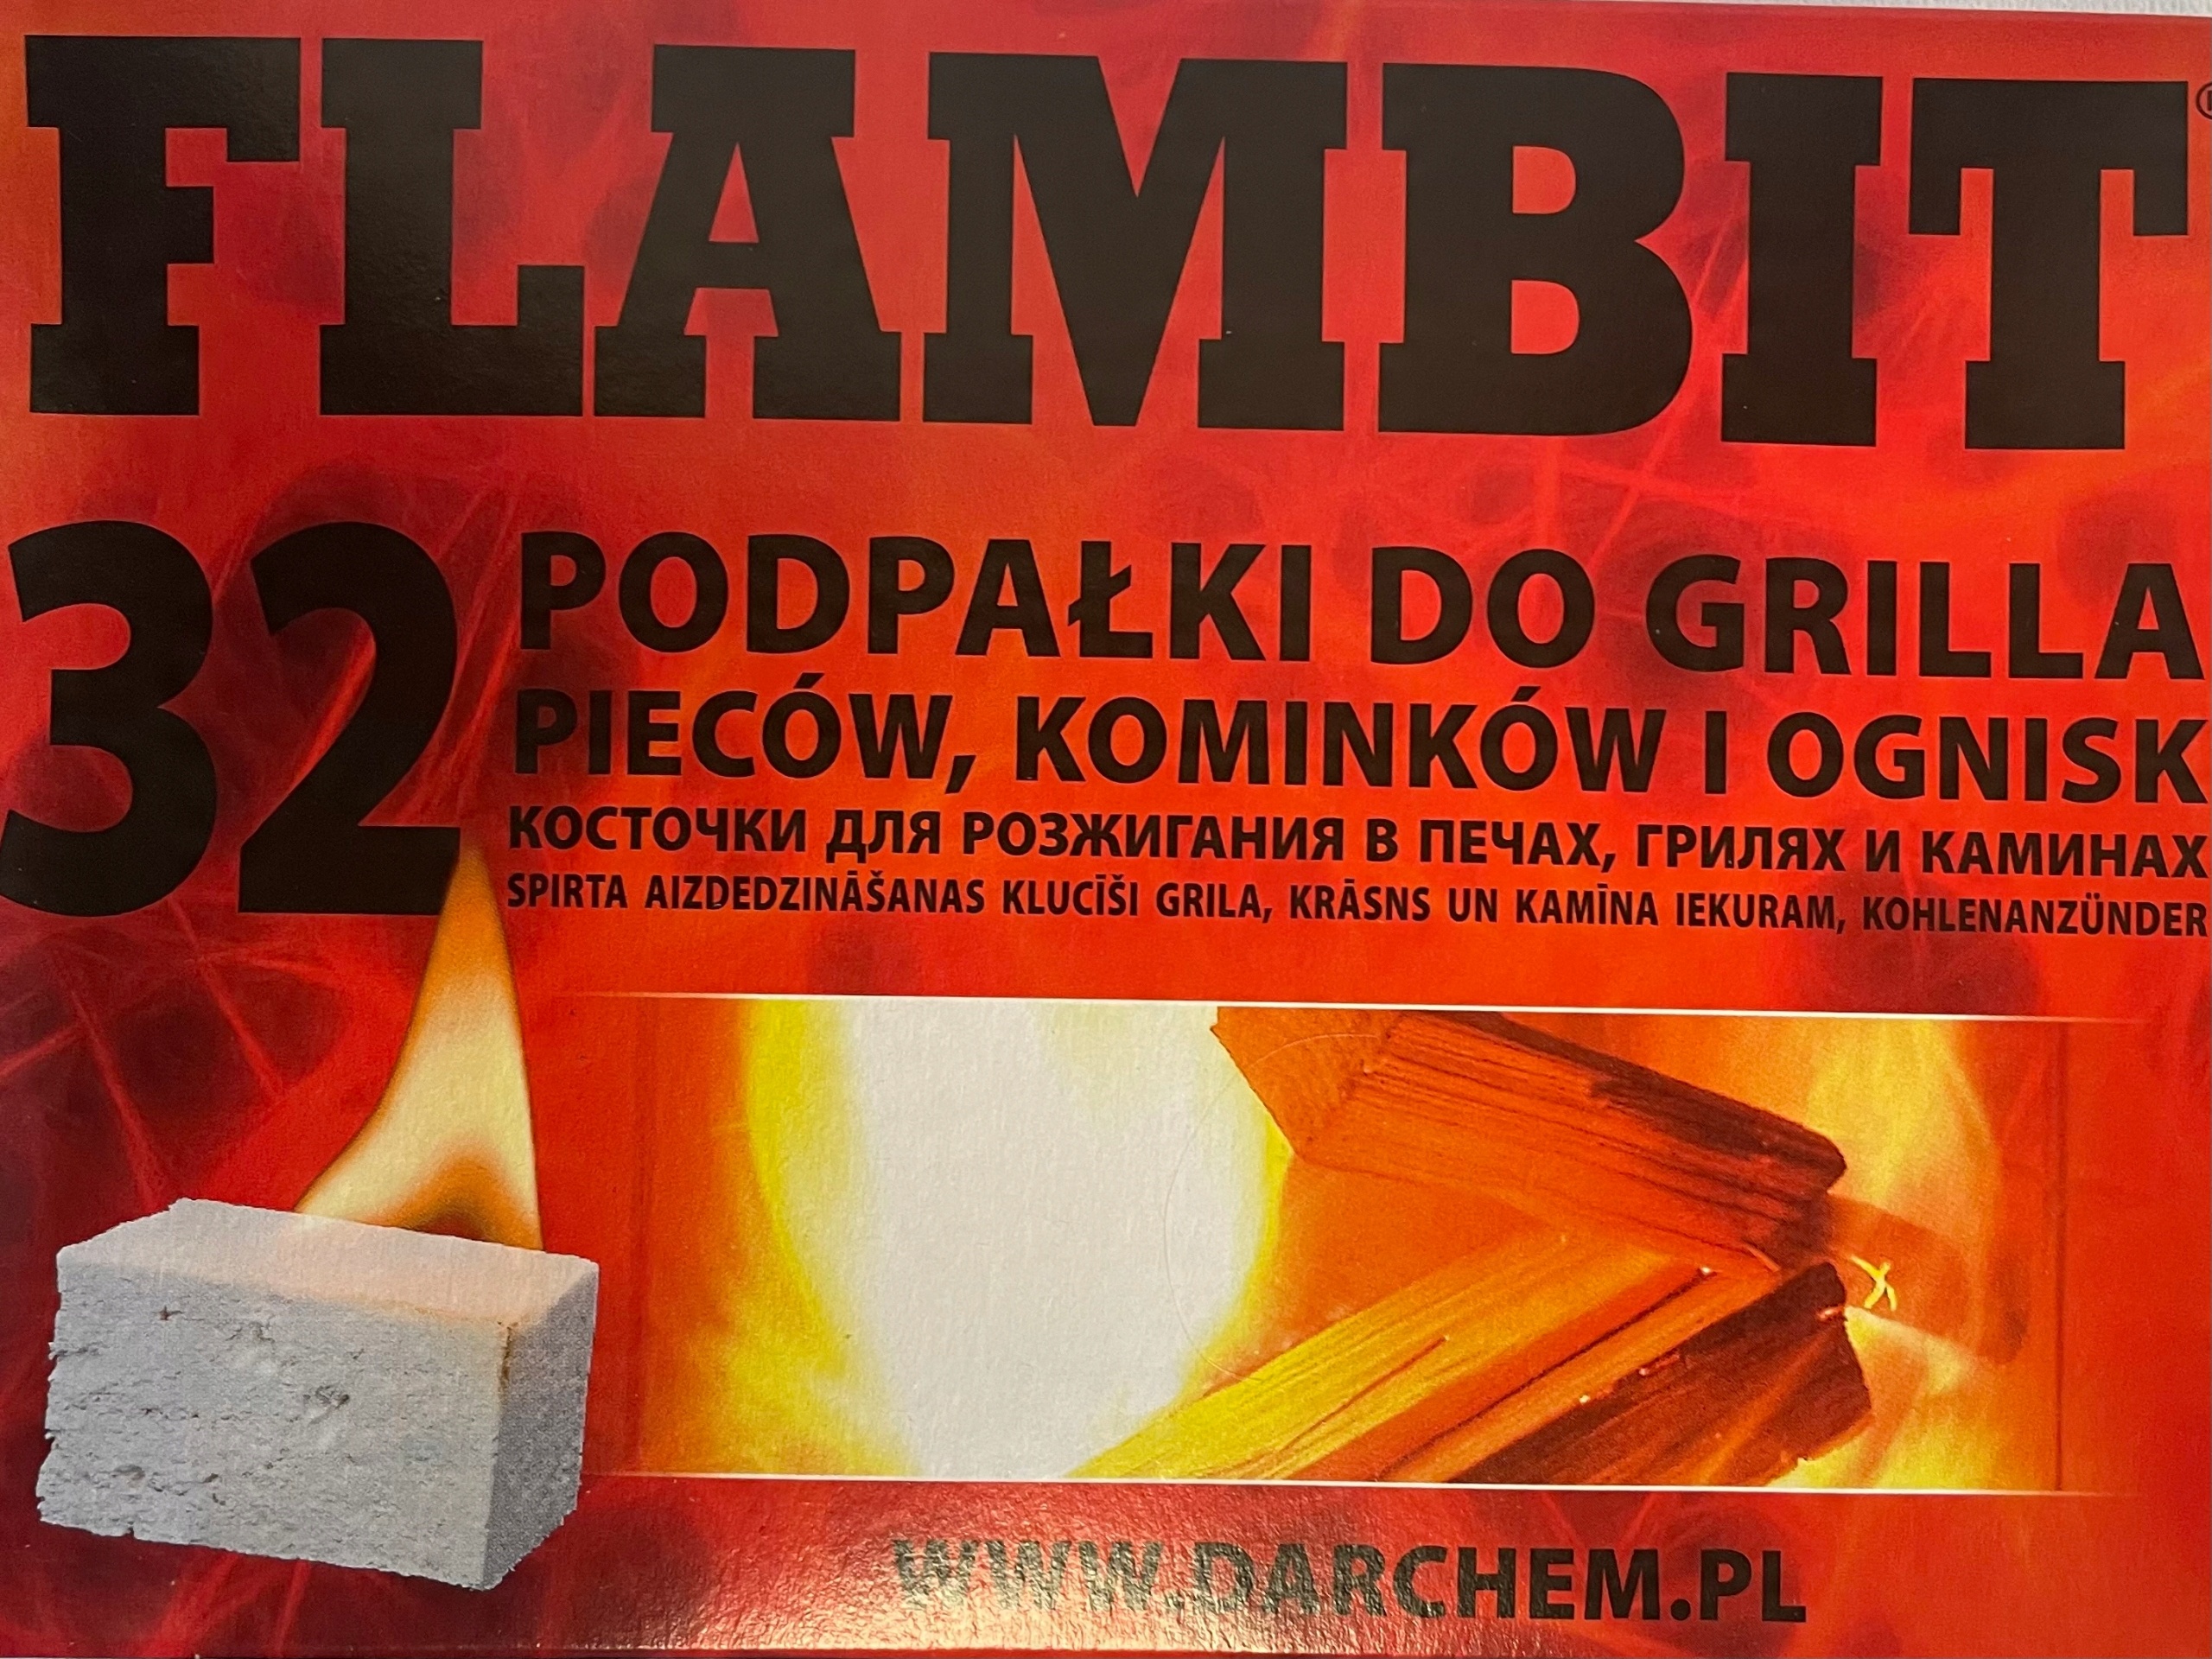 FLAMBIT®
32
PODPAŁKI DO GRILLA
PIECÓW, KOMINKÓW I OGNISK
КОСТОЧКИ ДЛЯ РОЗЖИГАНИЯ В ПЕЧАХ, ГРИЛЯХ И КАМИНАХ
SPIRTA AIZDEDZINĀŠANAS KLUCĪŠI GRILA, KRĀSNS UN KAMĪNA IEKURAM, KOHLENANZÜNDER
WWW.DARCHEM.PL